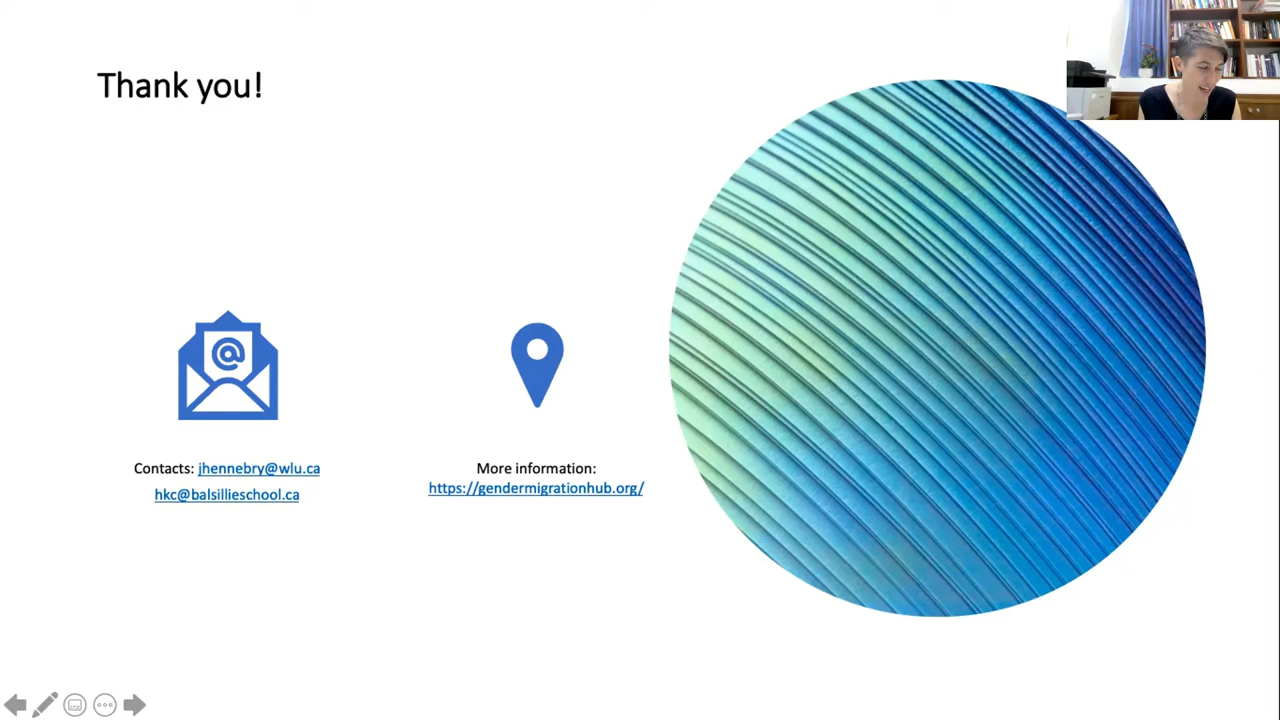 Thank you!
@
Contacts: jhennebry@wlu.ca
hkc@balsillieschool.ca
More information:
https://gendermigrationhub.org/